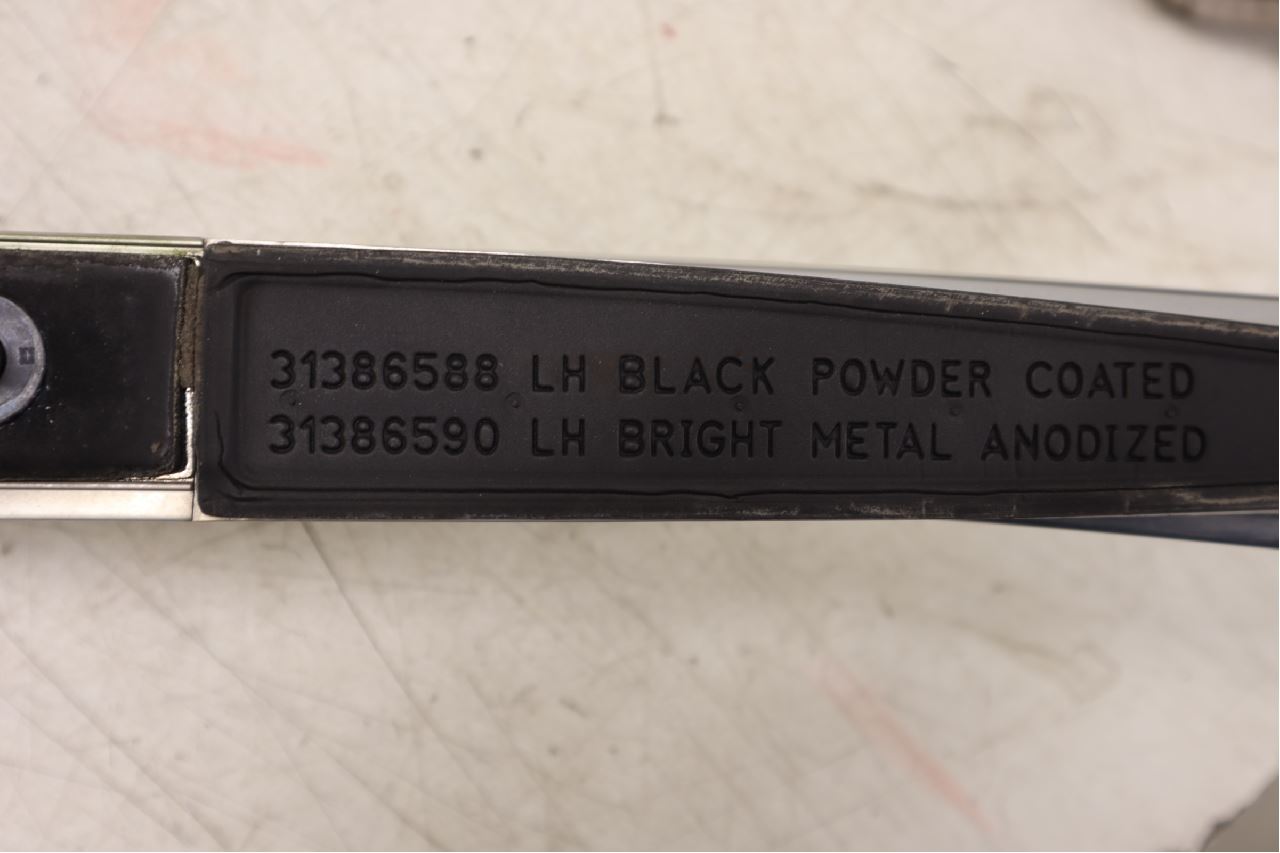 31386588 LH BLACK POWDER COATED
31386590 LH BRIGHT METAL ANODIZED